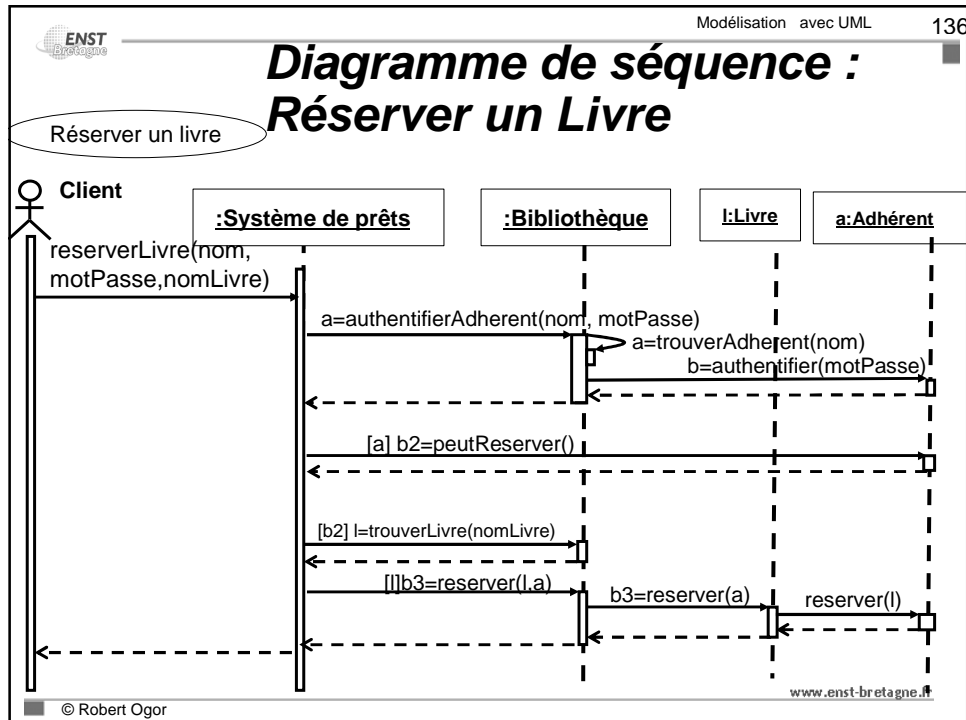 Modélisation avec UML
136
ENST
Bretagne
Diagramme de séquence :
Réserver un Livre
Réserver un livre
Client
:Système de prêts
:Bibliothèque
l:Livre
a:Adhérent
reserverLivre(nom,
motPasse,nomLivre)
a=authentifierAdherent(nom, motPasse)
a=trouverAdherent(nom)
b=authentifier(motPasse)
[a] b2=peutReserver()
[b2] l=trouverLivre(nomLivre)
[l]b3=reserver(l,a)
b3=reserver(a)
reserver(l)
www.enst-bretagne.fr
© Robert Ogor